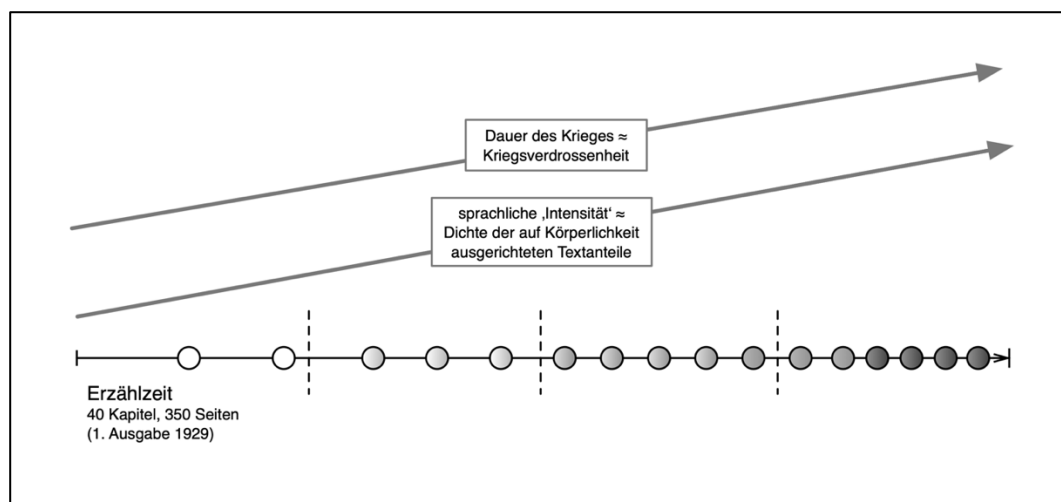 Dauer des Krieges ≈
Kriegsverdrossenheit
sprachliche ‚Intensität‘ ≈
Dichte der auf Körperlichkeit
ausgerichteten Textanteile
Erzählzeit
40 Kapitel, 350 Seiten
(1. Ausgabe 1929)